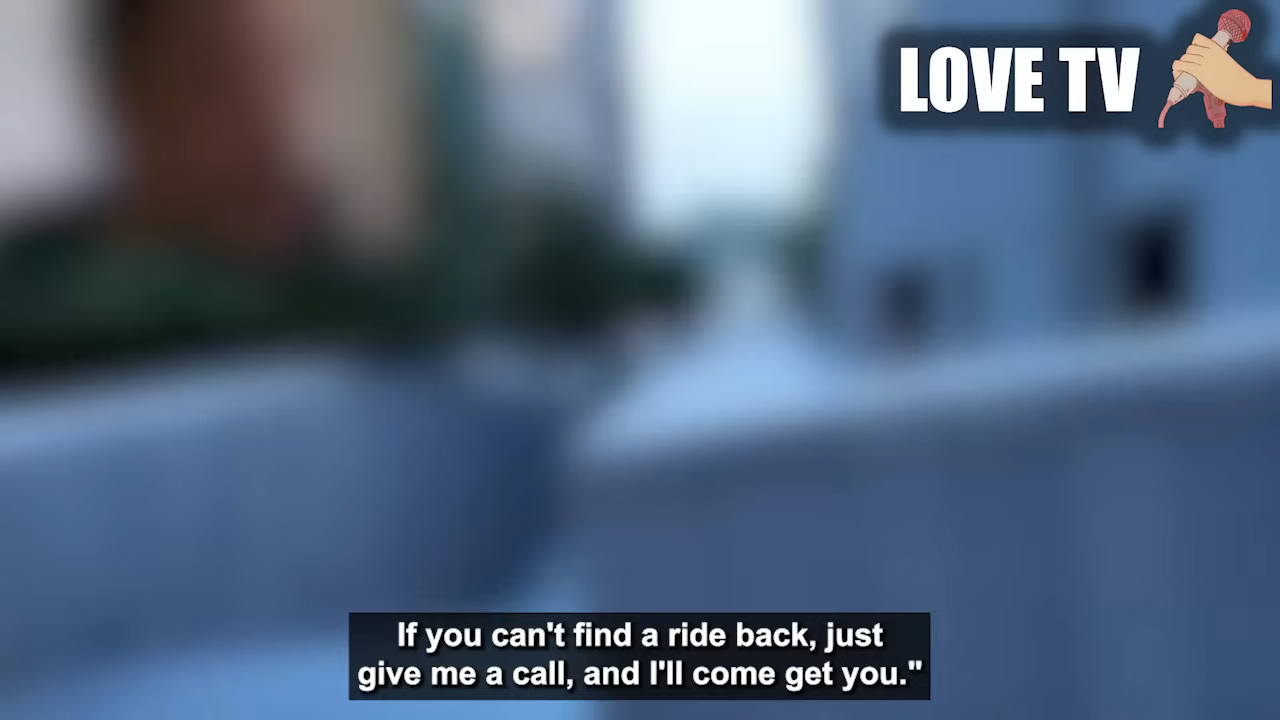 LOVE TV
If you can't find a ride back, just
give me a call, and I'll come get you."